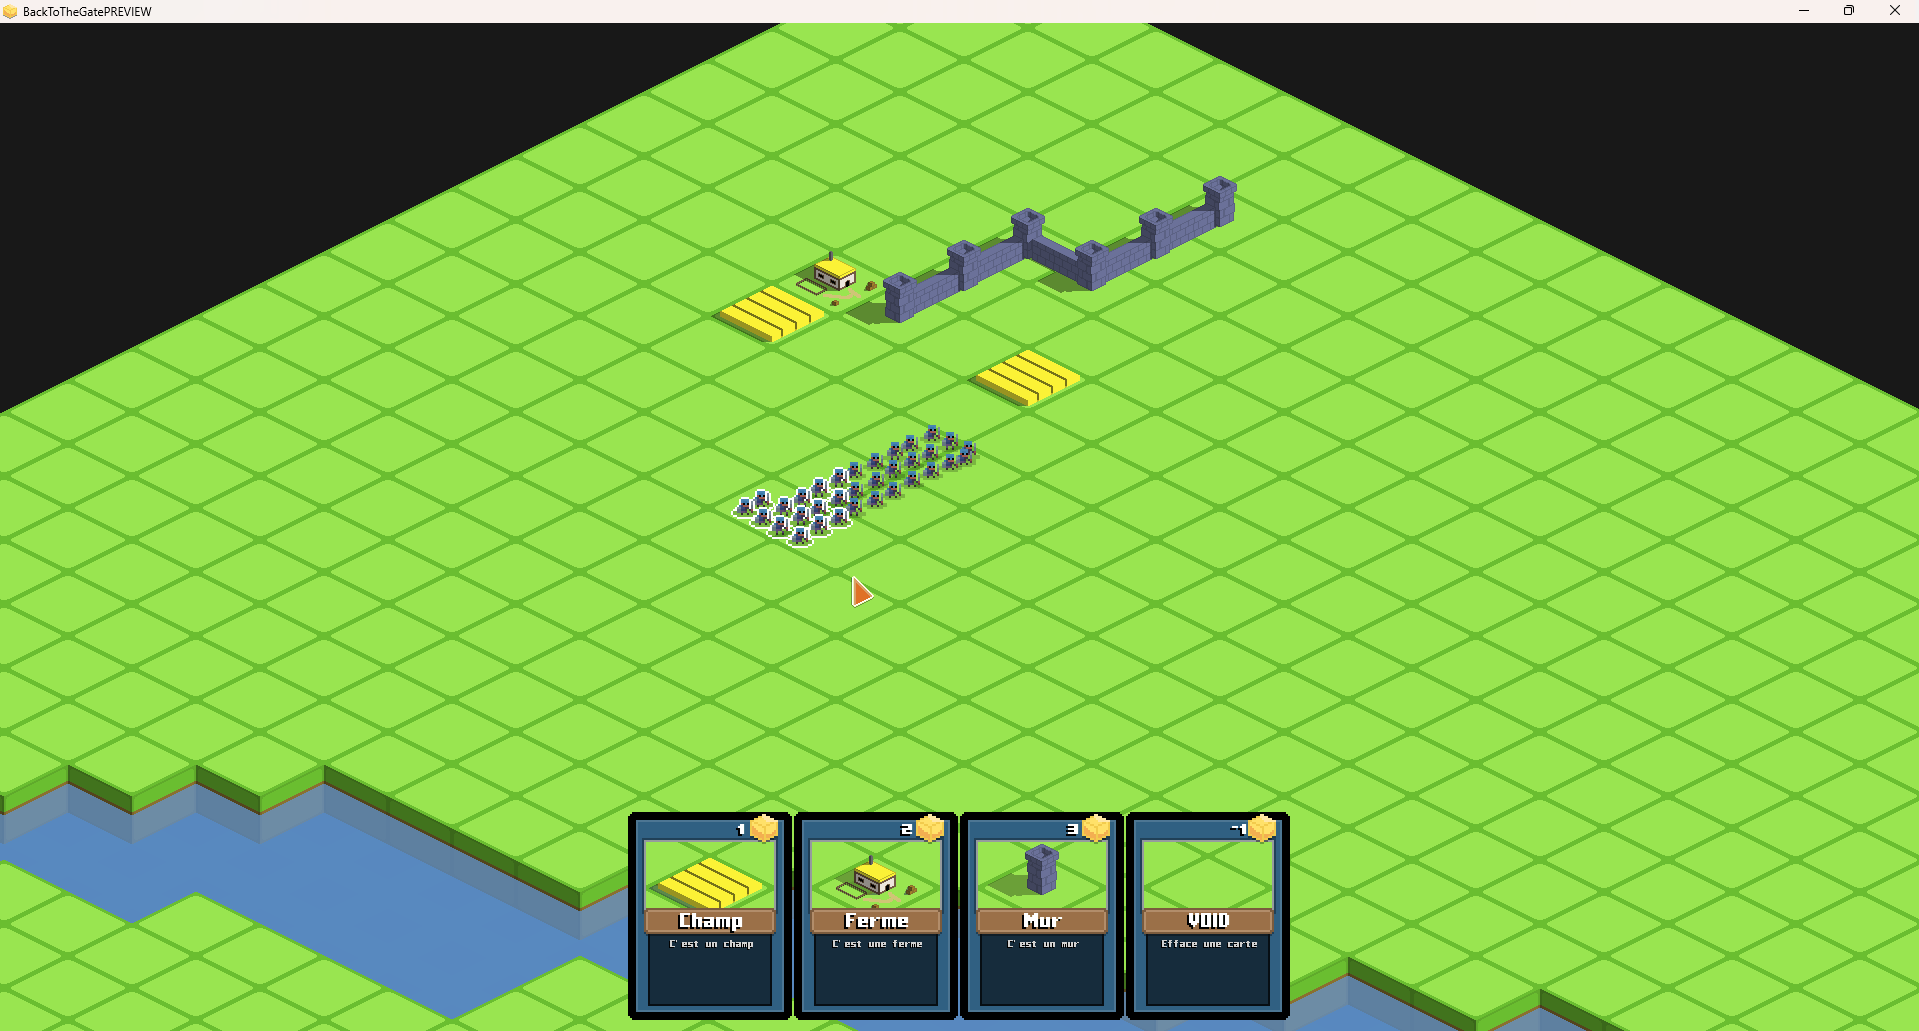 BackToTheGatePREVIEW
1
2
3
-1
Champ
Ferme
Mur
VOID
C'est un champ
C'est une ferme
C'est un mur
Efface une carte